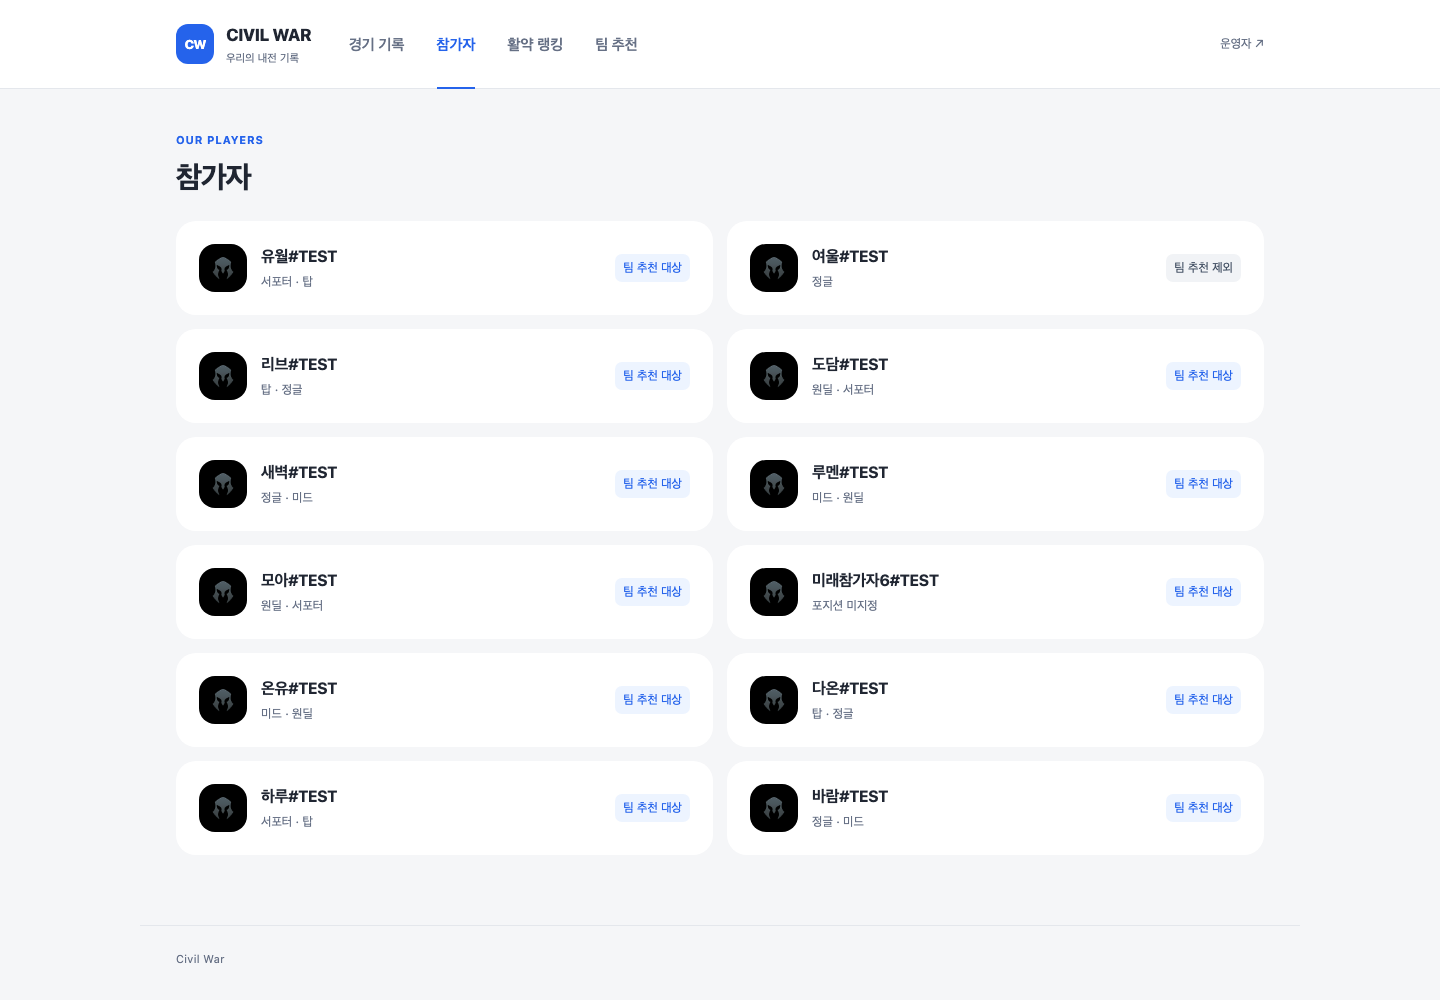 CW
CIVIL WAR
우리의 내전 기록
경기 기록
참가자
활약 랭킹
팀 추천
운영자 ↗
OUR PLAYERS
참가자
유월#TEST
서포터 · 탑
팀 추천 대상
여울#TEST
정글
팀 추천 제외
리브#TEST
탑 · 정글
팀 추천 대상
도담#TEST
원딜 · 서포터
팀 추천 대상
새벽#TEST
정글 · 미드
팀 추천 대상
루멘#TEST
미드 · 원딜
팀 추천 대상
모아#TEST
원딜 · 서포터
팀 추천 대상
미래참가자6#TEST
포지션 미지정
팀 추천 대상
온유#TEST
미드 · 원딜
팀 추천 대상
다온#TEST
탑 · 정글
팀 추천 대상
하루#TEST
서포터 · 탑
팀 추천 대상
바람#TEST
정글 · 미드
팀 추천 대상
Civil War